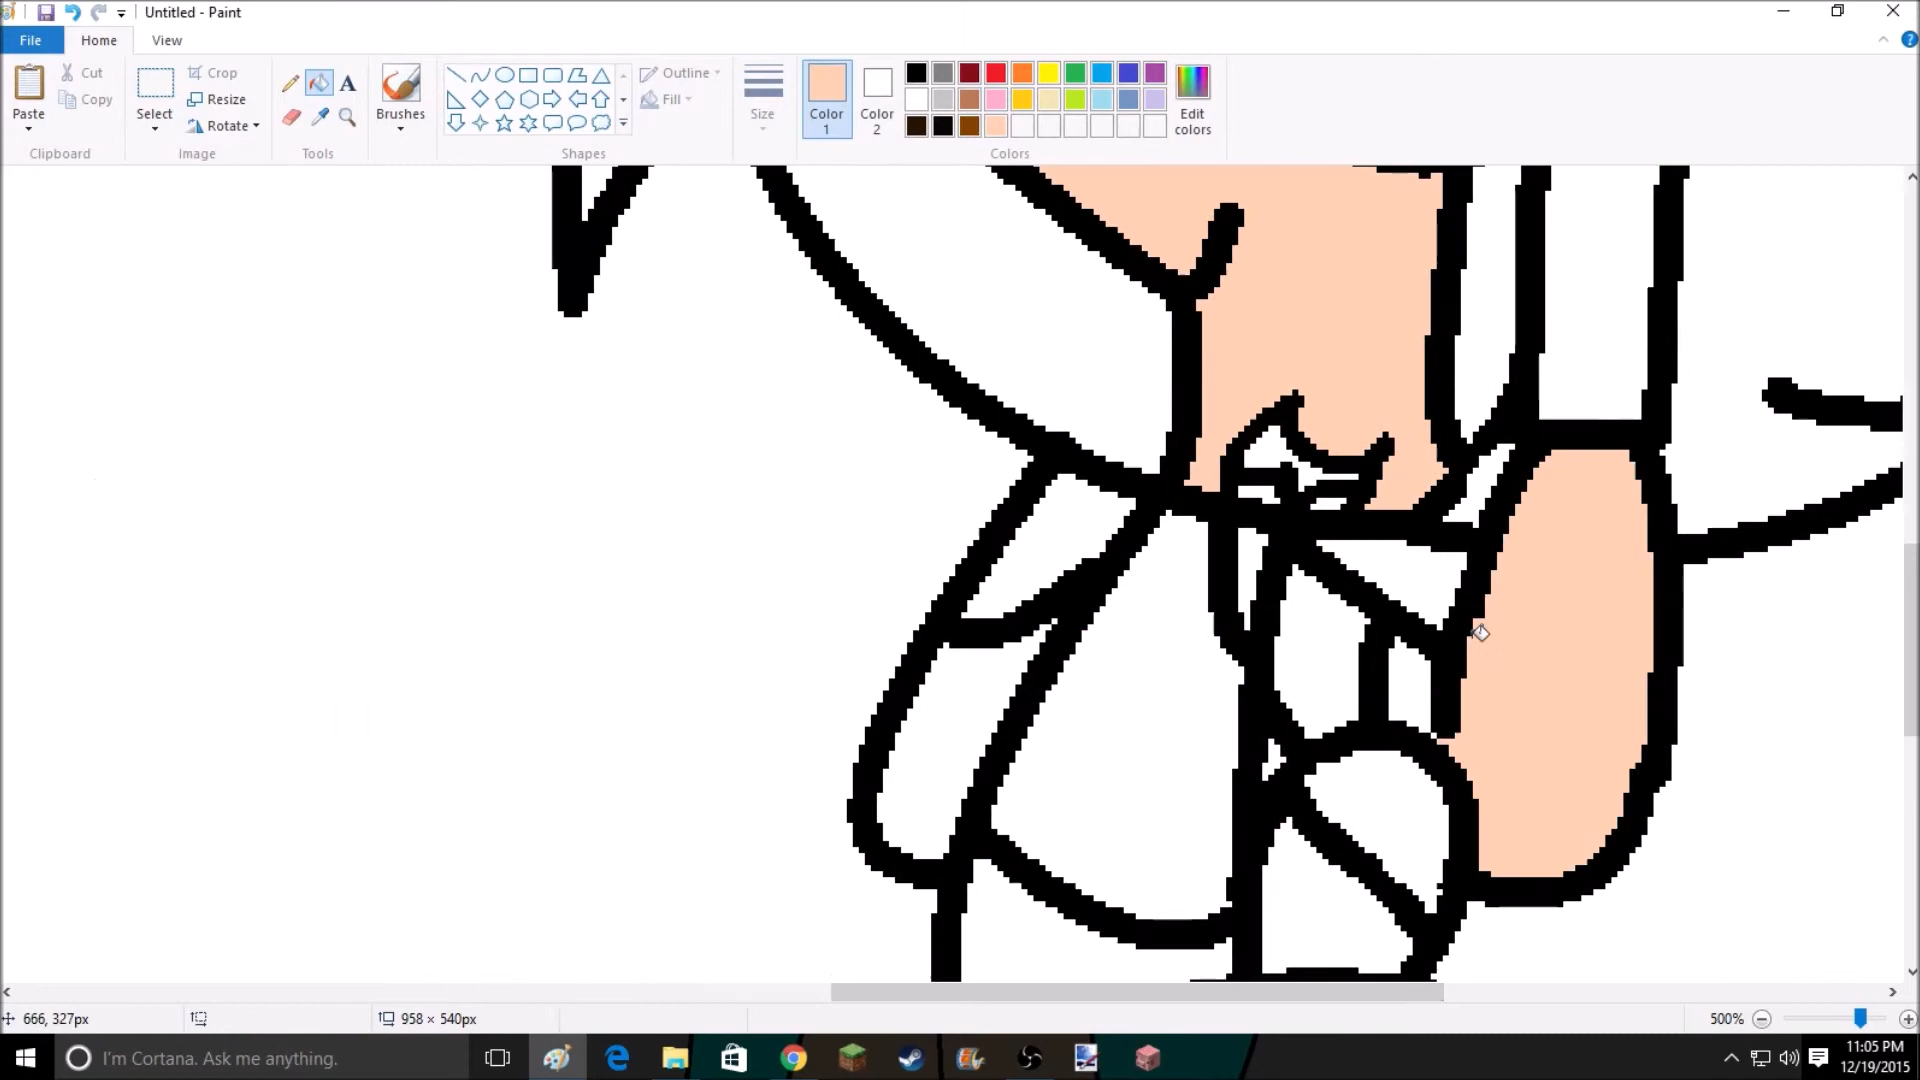 Untitled - Paint
File Home View
Paste Cut Copy Clipboard
Select Crop Resize Rotate Image
Tools
Brushes
Outline Fill Shapes
Size
Color 1 Color 2 Edit colors Colors
666, 327px 958 × 540px 500%
I'm Cortana. Ask me anything. 11:05 PM
12/19/2015